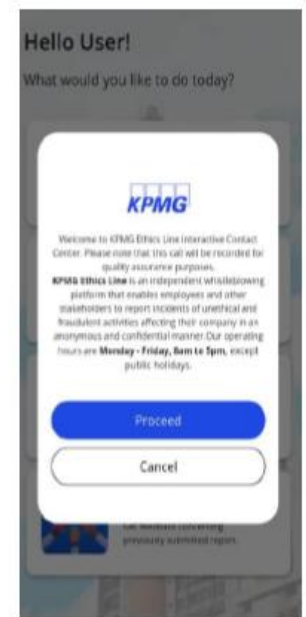 Hello User!
What would you like to do today?
KPMG
Welcome to KPMG Ethics Line Interactive Contact
Center. Please note that this call will be recorded for
quality assurance purposes.
KPMG Ethics Line is an independent whistleblowing
platform that enables employees and other
stakeholders to report incidents of unethical and
fraudulent activities affecting their company in an
anonymous and confidential manner.Our operating
hours are Monday - Friday, 8am to 5pm, except
public holidays.
Proceed
Cancel
previously submitted report.